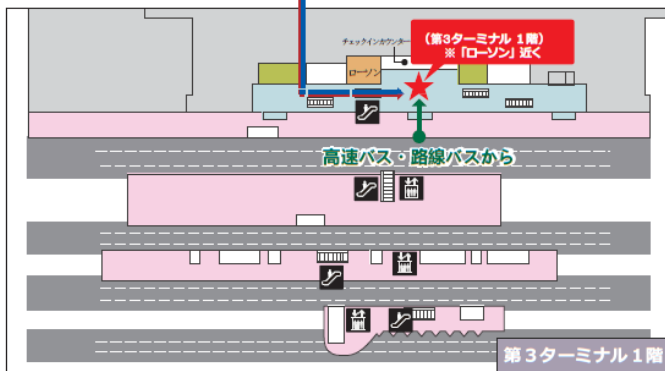 (第3ターミナル 1階)
※「ローソン」近く
チェックインカウンター
ローソン
高速バス・路線バスから
第3ターミナル1階